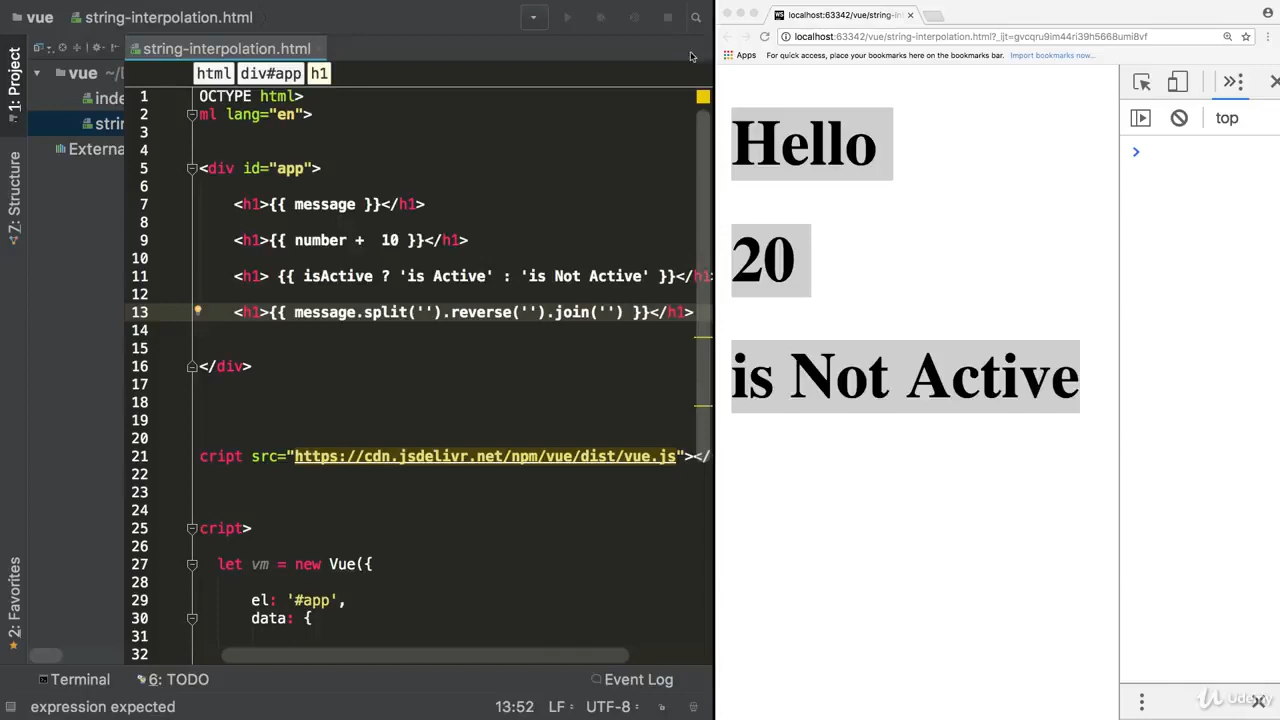 vue
string-interpolation.html
1: Project
vue ~/D
inde
strin
Externa
Z: Structure
2: Favorites
string-interpolation.html
html div#app h1
1 OCTYPE html>
2 ml lang="en">
3
4
5 <div id="app">
6
7 <h1>{{ message }}</h1>
8
9 <h1>{{ number +  10 }}</h1>
10
11 <h1> {{ isActive ? 'is Active' : 'is Not Active' }}</h1
12
13 <h1>{{ message.split('').reverse('').join('') }}</h1>
14
15
16 </div>
17
18
19
20
21 cript src="https://cdn.jsdelivr.net/npm/vue/dist/vue.js"></
22
23
24
25 cript>
26
27 let vm = new Vue({
28
29 el: '#app',
30 data: {
31
32
Terminal
6: TODO
Event Log
expression expected
13:52 LF UTF-8
WS localhost:63342/vue/string-in
localhost:63342/vue/string-interpolation.html?_ijt=gvcqru9im44ri39h5668umi8vf
Apps For quick access, place your bookmarks here on the bookmarks bar. Import bookmarks now...
Hello
20
is Not Active
top
Udemy